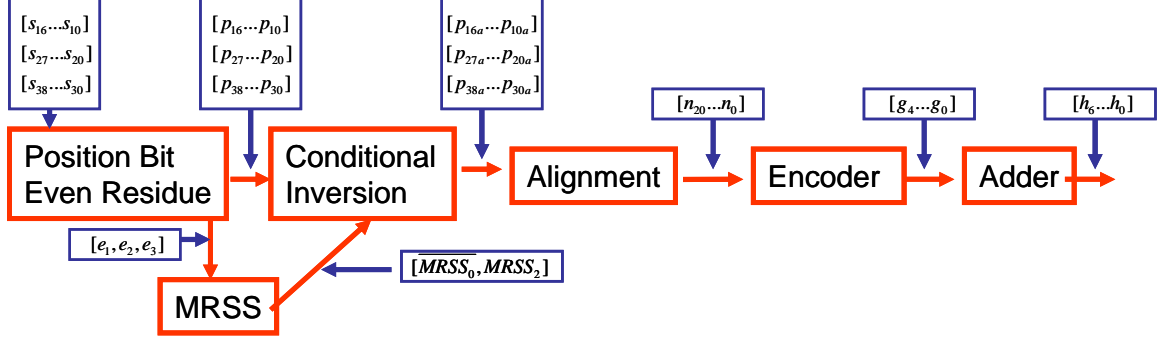 [s₁₆...s₁₀]
[s₂₇...s₂₀]
[s₃₈...s₃₀]
[p₁₆...p₁₀]
[p₂₇...p₂₀]
[p₃₈...p₃₀]
[p₁₆ₐ...p₁₀ₐ]
[p₂₇ₐ...p₂₀ₐ]
[p₃₈ₐ...p₃₀ₐ]
[n₂₀...n₀]
[g₄...g₀]
[h₆...h₀]
Position Bit
Even Residue
Conditional
Inversion
Alignment
Encoder
Adder
[e₁,e₂,e₃]
[M̅R̅S̅S̅₀,MRSS₂]
MRSS